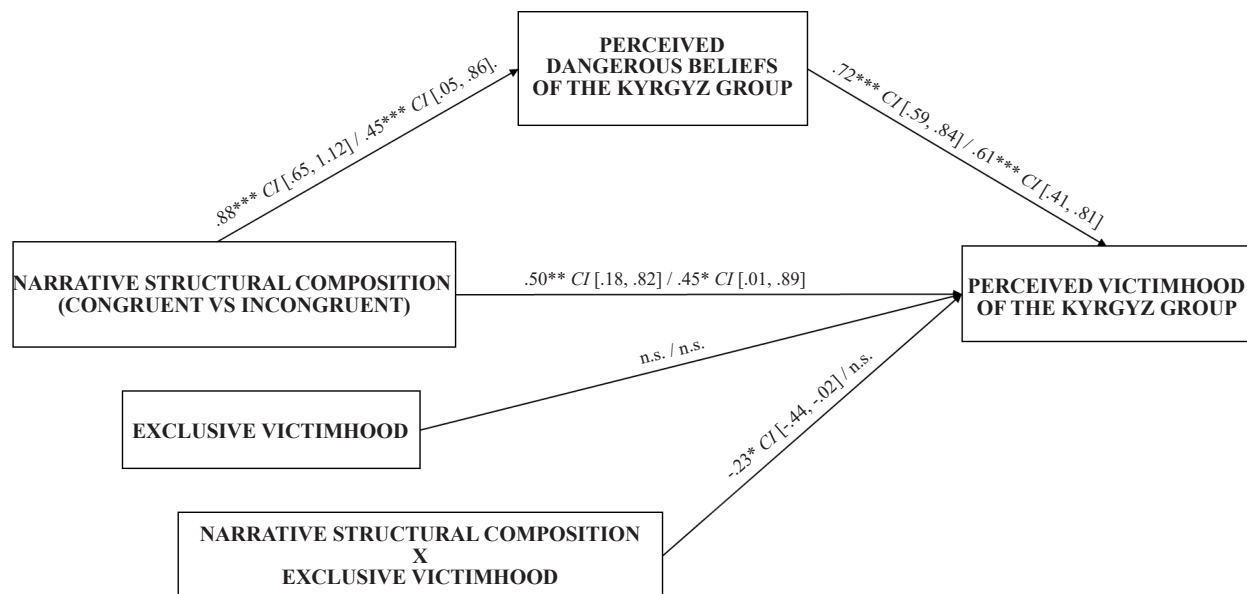 PERCEIVED
DANGEROUS BELIEFS
OF THE KYRGYZ GROUP
.88*** CI [.65, 1.12] / .45*** CI [.05, .86].
.72*** CI [.59, .84] / .61*** CI [.41, .81]
NARRATIVE STRUCTURAL COMPOSITION
(CONGRUENT VS INCONGRUENT)
.50** CI [.18, .82] / .45* CI [.01, .89]
PERCEIVED VICTIMHOOD
OF THE KYRGYZ GROUP
n.s. / n.s.
EXCLUSIVE VICTIMHOOD
-.23* CI [-.44, -.02] / n.s.
NARRATIVE STRUCTURAL COMPOSITION
X
EXCLUSIVE VICTIMHOOD